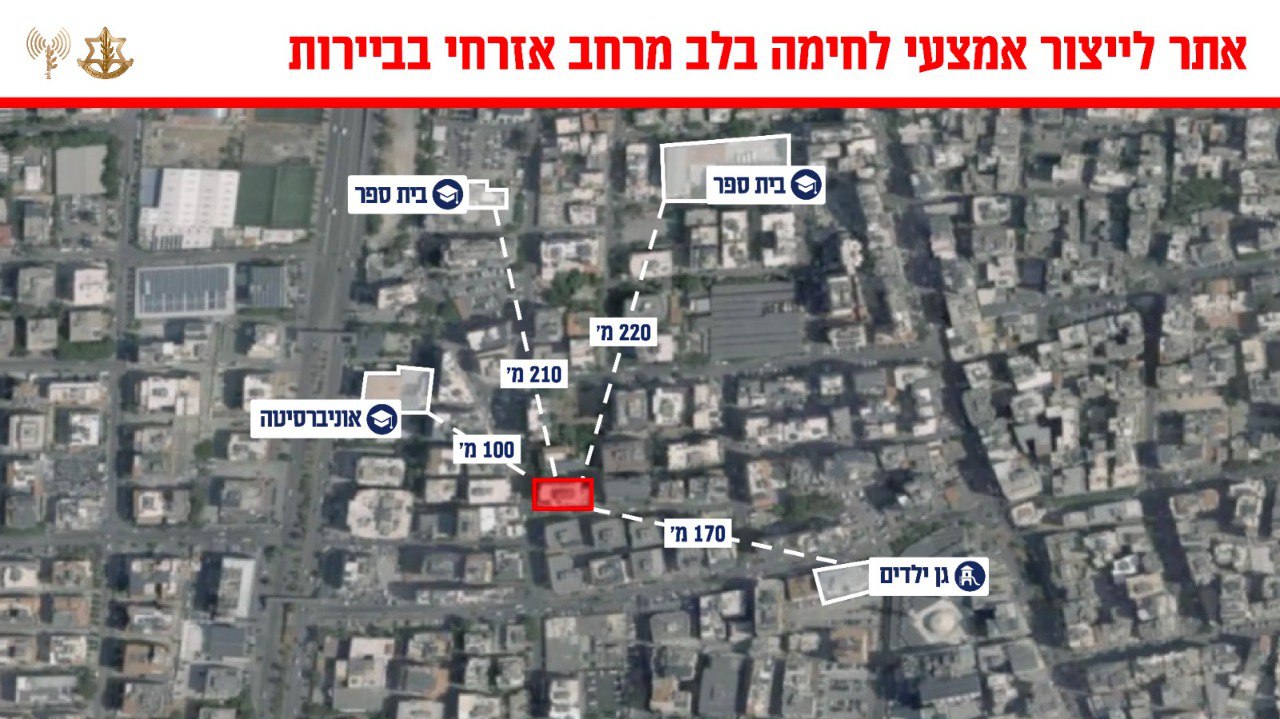 אתר לייצור אמצעי לחימה בלב מרחב אזרחי בביירות
בית ספר
בית ספר
220 מ'
210 מ'
אוניברסיטה
100 מ'
170 מ'
גן ילדים